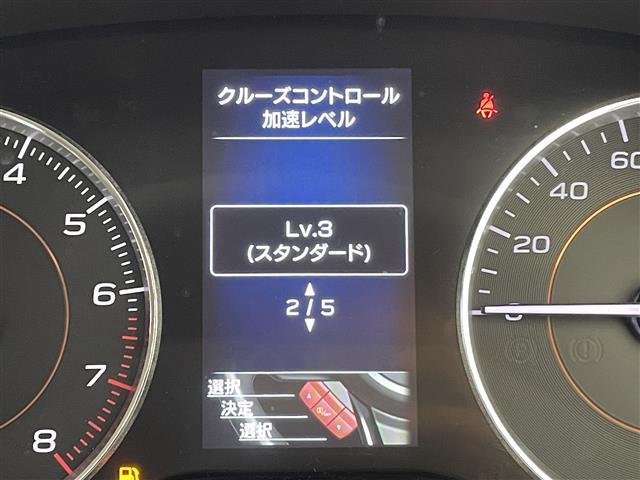 クルーズコントロール
加速レベル
Lv.3
(スタンダード)
2/5
選択
決定
選択
4
5
6
7
8
0
20
40
60